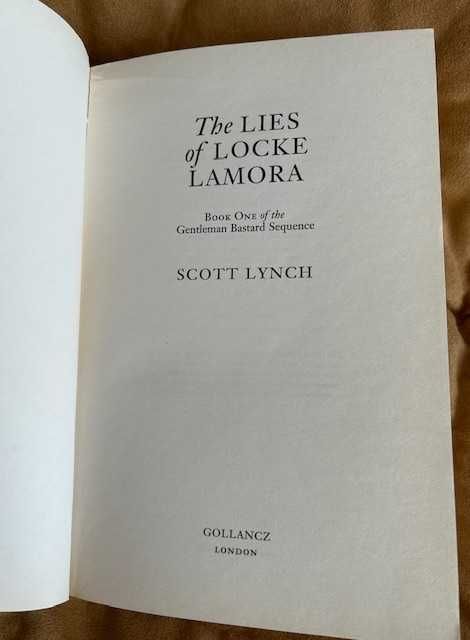 The LIES
of LOCKE
LAMORA
BOOK ONE of the
Gentleman Bastard Sequence
SCOTT LYNCH
GOLLANCZ
LONDON